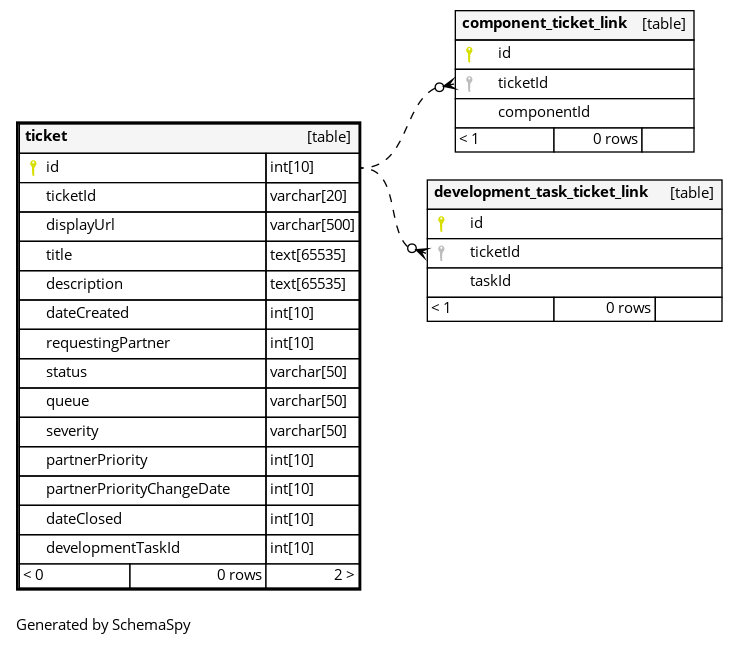 component_ticket_link [table]
id
ticketId
componentId
< 1 0 rows
ticket [table]
id int[10]
ticketId varchar[20]
displayUrl varchar[500]
title text[65535]
description text[65535]
dateCreated int[10]
requestingPartner int[10]
status varchar[50]
queue varchar[50]
severity varchar[50]
partnerPriority int[10]
partnerPriorityChangeDate int[10]
dateClosed int[10]
developmentTaskId int[10]
< 0 0 rows 2 >
development_task_ticket_link [table]
id
ticketId
taskId
< 1 0 rows
Generated by SchemaSpy